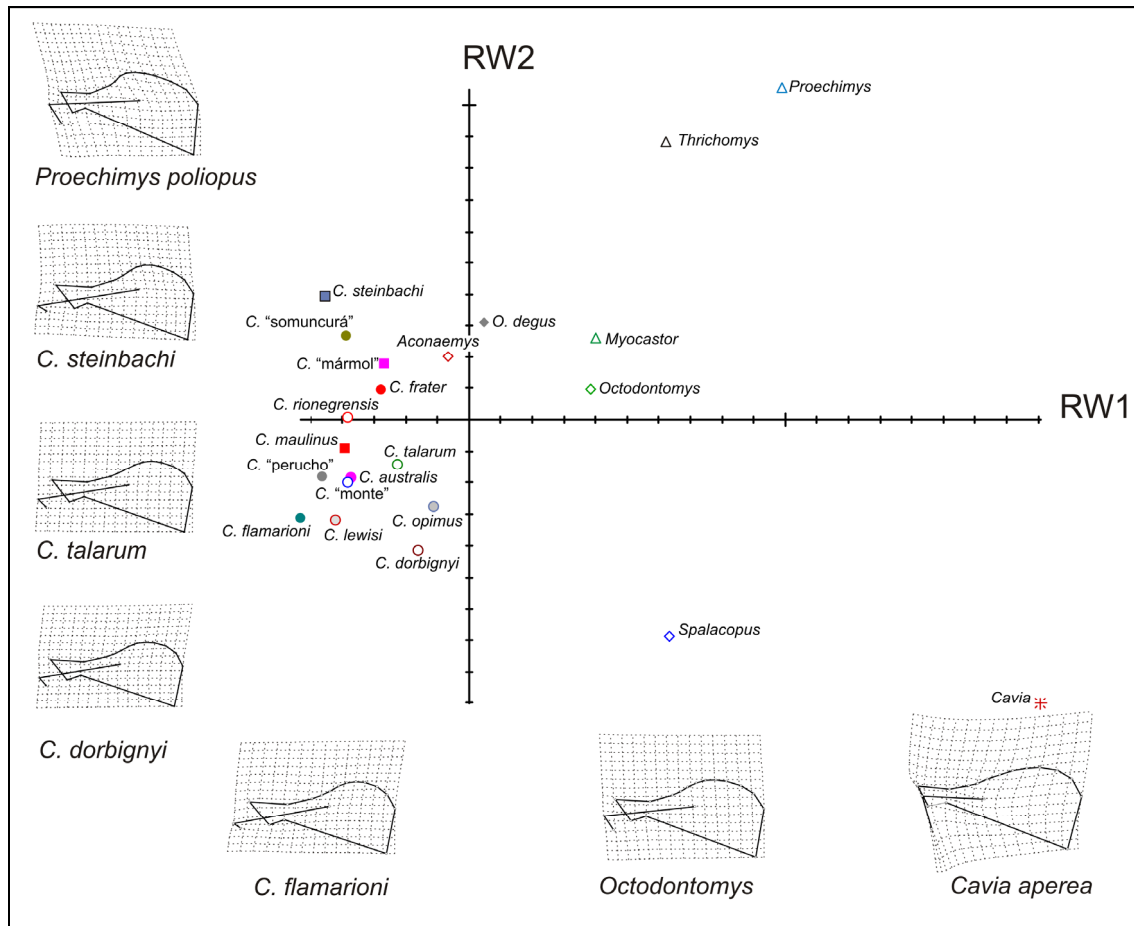 RW2
Proechimys
Thrichomys
Proechimys poliopus
C. steinbachi
C. "somuncurá"
O. degus
Aconaemys
Myocastor
C. "mármol"
C. steinbachi
C. frater
Octodontomys
C. rionegrensis
RW1
C. maulinus
C. talarum
C. "perucho"
C. australis
C. "monte"
C. flamarioni
C. lewisi
C. opimus
C. talarum
C. dorbignyi
Spalacopus
Cavia
C. dorbignyi
C. flamarioni
Octodontomys
Cavia aperea